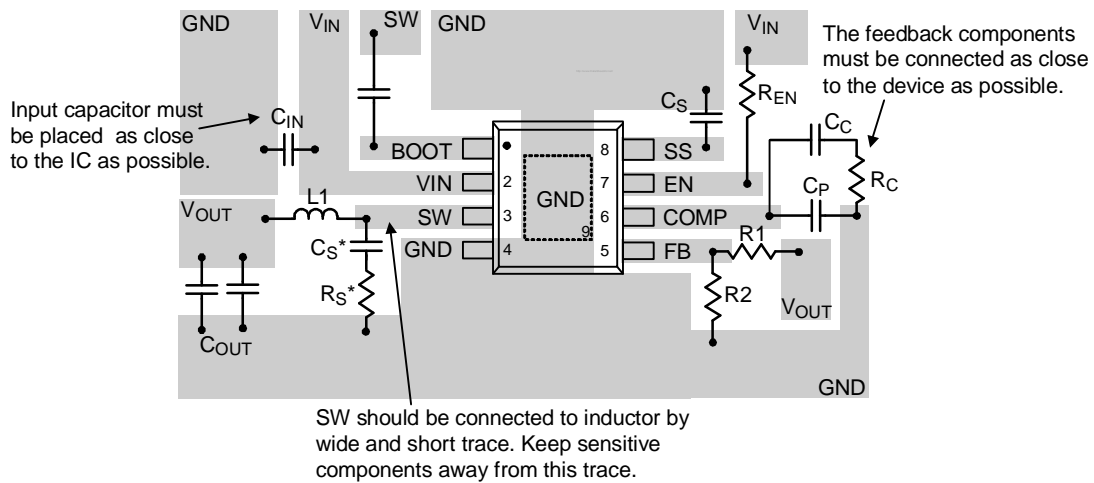 GND
VIN
SW
GND
VIN
The feedback components
must be connected as close
to the device as possible.
Input capacitor must
be placed as close
to the IC as possible.
CIN
CS
REN
CC
RC
CP
BOOT
8
SS
VIN
2
GND
7
EN
VOUT
L1
SW
3
6
COMP
GND
4
9
5
FB
R1
CS*
RS*
R2
VOUT
COUT
GND
SW should be connected to inductor by
wide and short trace. Keep sensitive
components away from this trace.